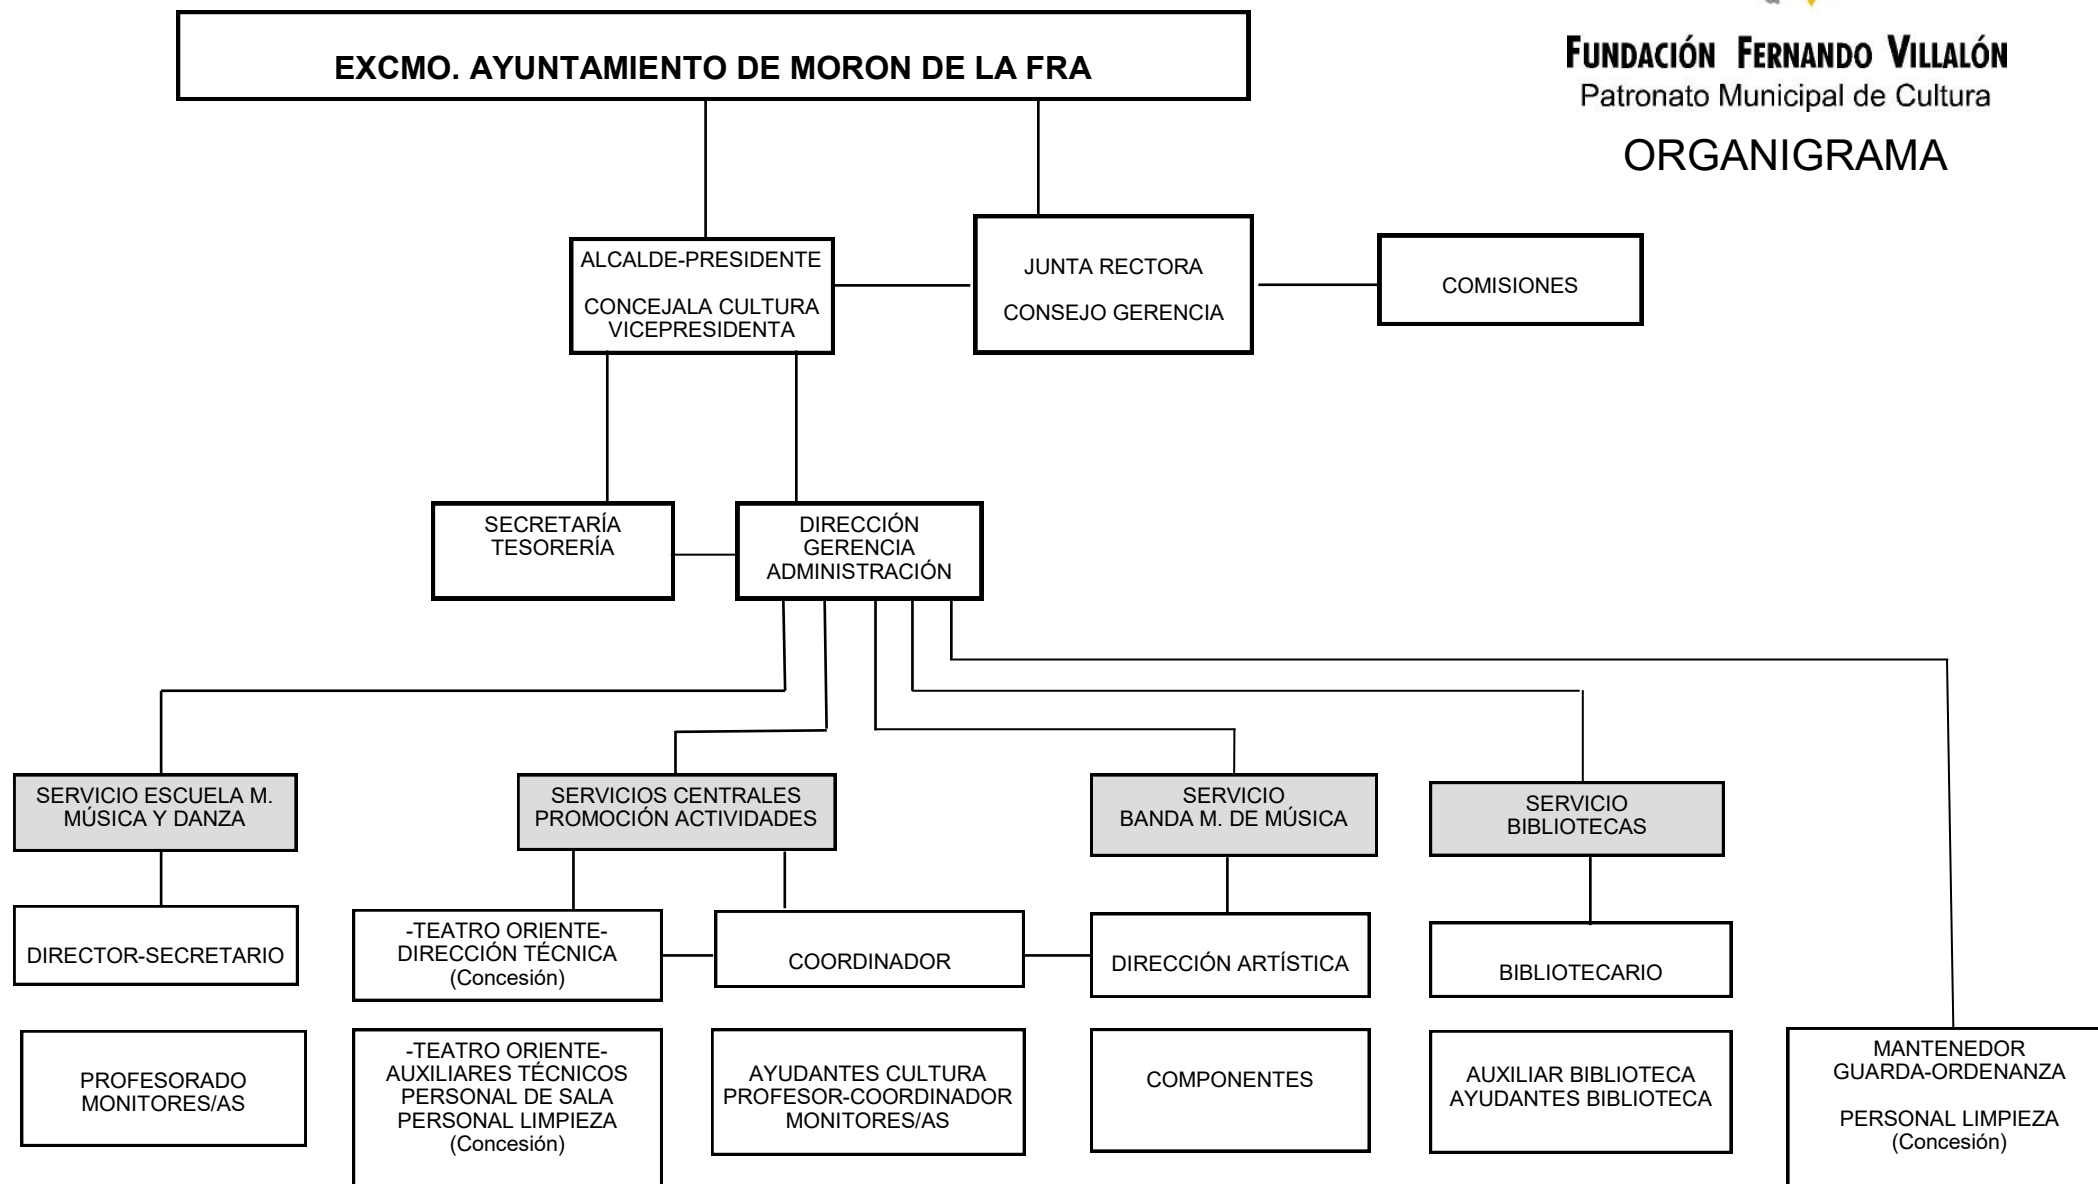 EXCMO. AYUNTAMIENTO DE MORON DE LA FRA
FUNDACIÓN FERNANDO VILLALÓN
Patronato Municipal de Cultura
ORGANIGRAMA
ALCALDE-PRESIDENTE
CONCEJALA CULTURA
VICEPRESIDENTA
JUNTA RECTORA
CONSEJO GERENCIA
COMISIONES
SECRETARÍA
TESORERÍA
DIRECCIÓN
GERENCIA
ADMINISTRACIÓN
SERVICIO ESCUELA M.
MÚSICA Y DANZA
SERVICIOS CENTRALES
PROMOCIÓN ACTIVIDADES
SERVICIO
BANDA M. DE MÚSICA
SERVICIO
BIBLIOTECAS
DIRECTOR-SECRETARIO
-TEATRO ORIENTE-
DIRECCIÓN TÉCNICA
(Concesión)
COORDINADOR
DIRECCIÓN ARTÍSTICA
BIBLIOTECARIO
PROFESORADO
MONITORES/AS
-TEATRO ORIENTE-
AUXILIARES TÉCNICOS
PERSONAL DE SALA
PERSONAL LIMPIEZA
(Concesión)
AYUDANTES CULTURA
PROFESOR-COORDINADOR
MONITORES/AS
COMPONENTES
AUXILIAR BIBLIOTECA
AYUDANTES BIBLIOTECA
MANTENEDOR
GUARDA-ORDENANZA
PERSONAL LIMPIEZA
(Concesión)